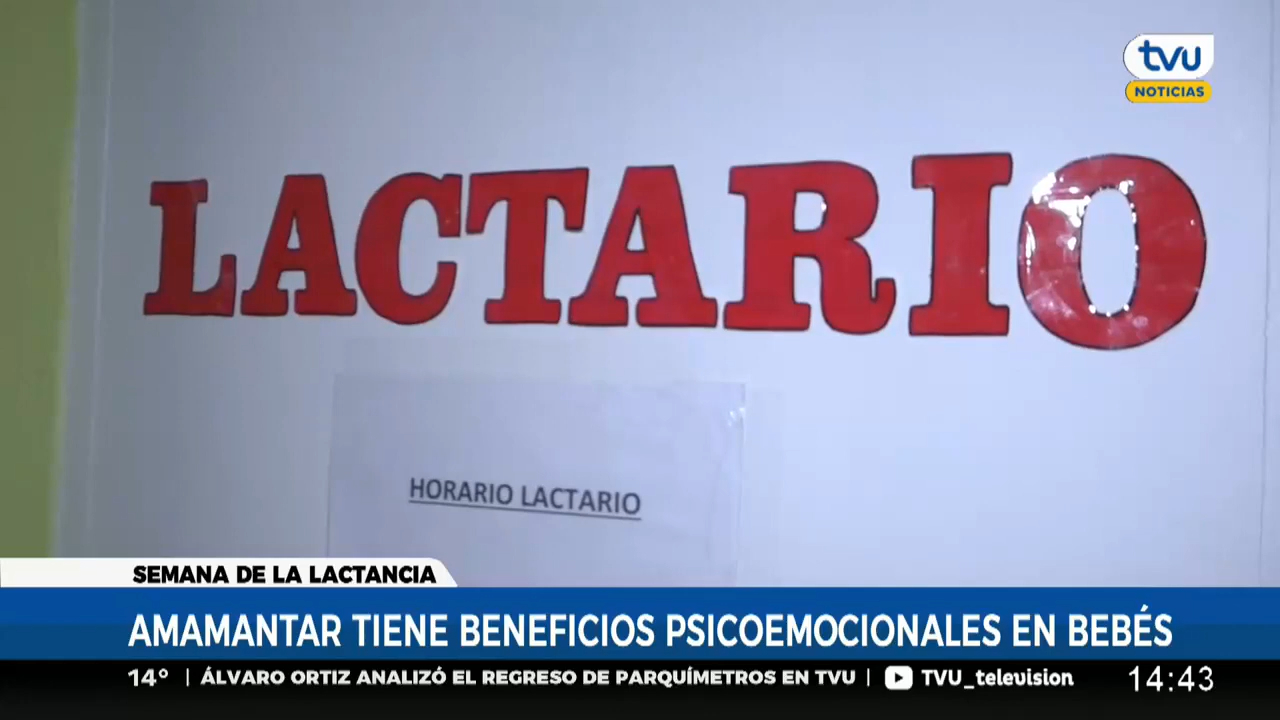 tvu
NOTICIAS
LACTARIO
HORARIO LACTARIO
SEMANA DE LA LACTANCIA
AMAMANTAR TIENE BENEFICIOS PSICOEMOCIONALES EN BEBÉS
14° | ÁLVARO ORTIZ ANALIZÓ EL REGRESO DE PARQUÍMETROS EN TVU | TVU_television 14:43